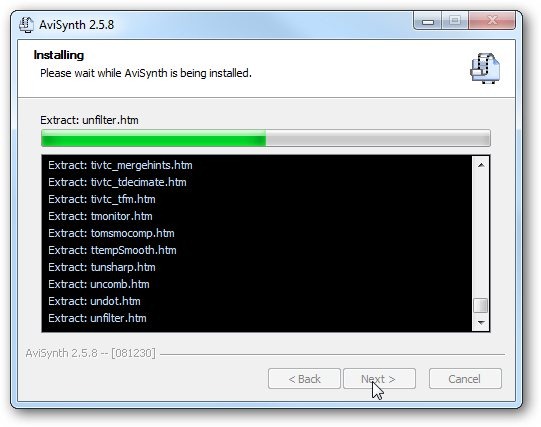 AviSynth 2.5.8
Installing
Please wait while AviSynth is being installed.
Extract: unfilter.htm
Extract: tivtc_mergehints.htm
Extract: tivtc_tdecimate.htm
Extract: tivtc_tfm.htm
Extract: tmonitor.htm
Extract: tomsmocomp.htm
Extract: ttempSmooth.htm
Extract: tunsharp.htm
Extract: uncomb.htm
Extract: undot.htm
Extract: unfilter.htm
AviSynth 2.5.8 -- [081230]
< Back
Next >
Cancel